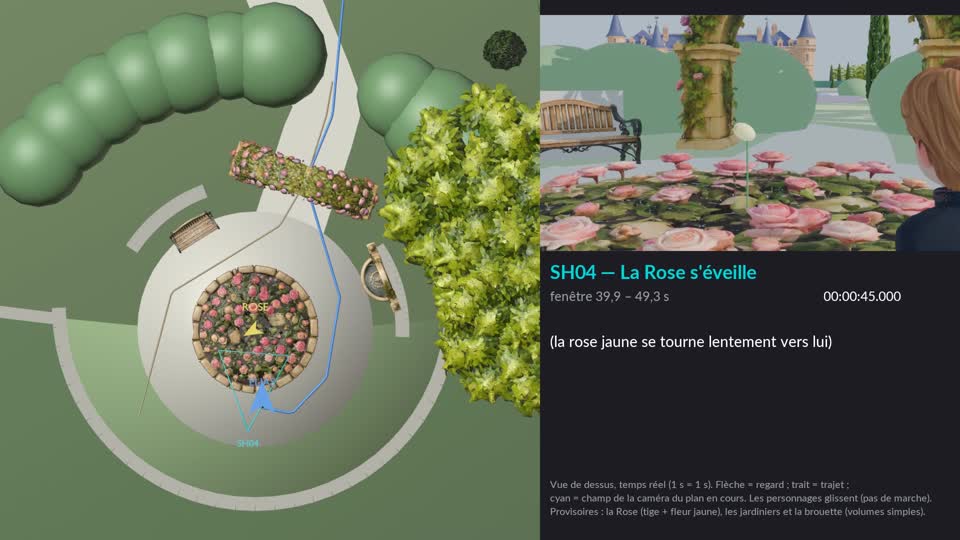 ROSE
SH04
SH04 — La Rose s'éveille
fenêtre 39,9 – 49,3 s
00:00:45.000
(la rose jaune se tourne lentement vers lui)
Vue de dessus, temps réel (1 s = 1 s). Flèche = regard ; trait = trajet ;
cyan = champ de la caméra du plan en cours. Les personnages glissent (pas de marche).
Provisoires : la Rose (tige + fleur jaune), les jardiniers et la brouette (volumes simples).